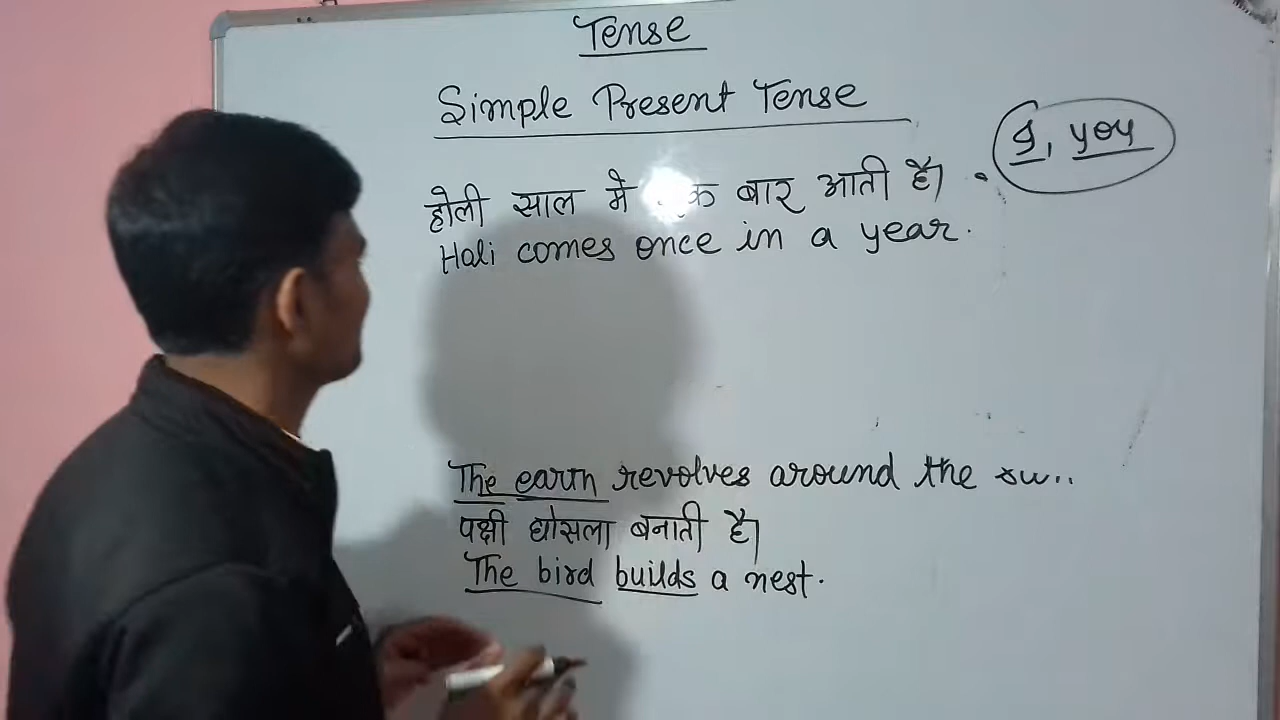 Tense
Simple Present Tense
I, you
होली साल में बार आती है।
Holi comes once in a year.
The earth revolves around the
पक्षी घोसला बनाती है।
The bird builds a nest.